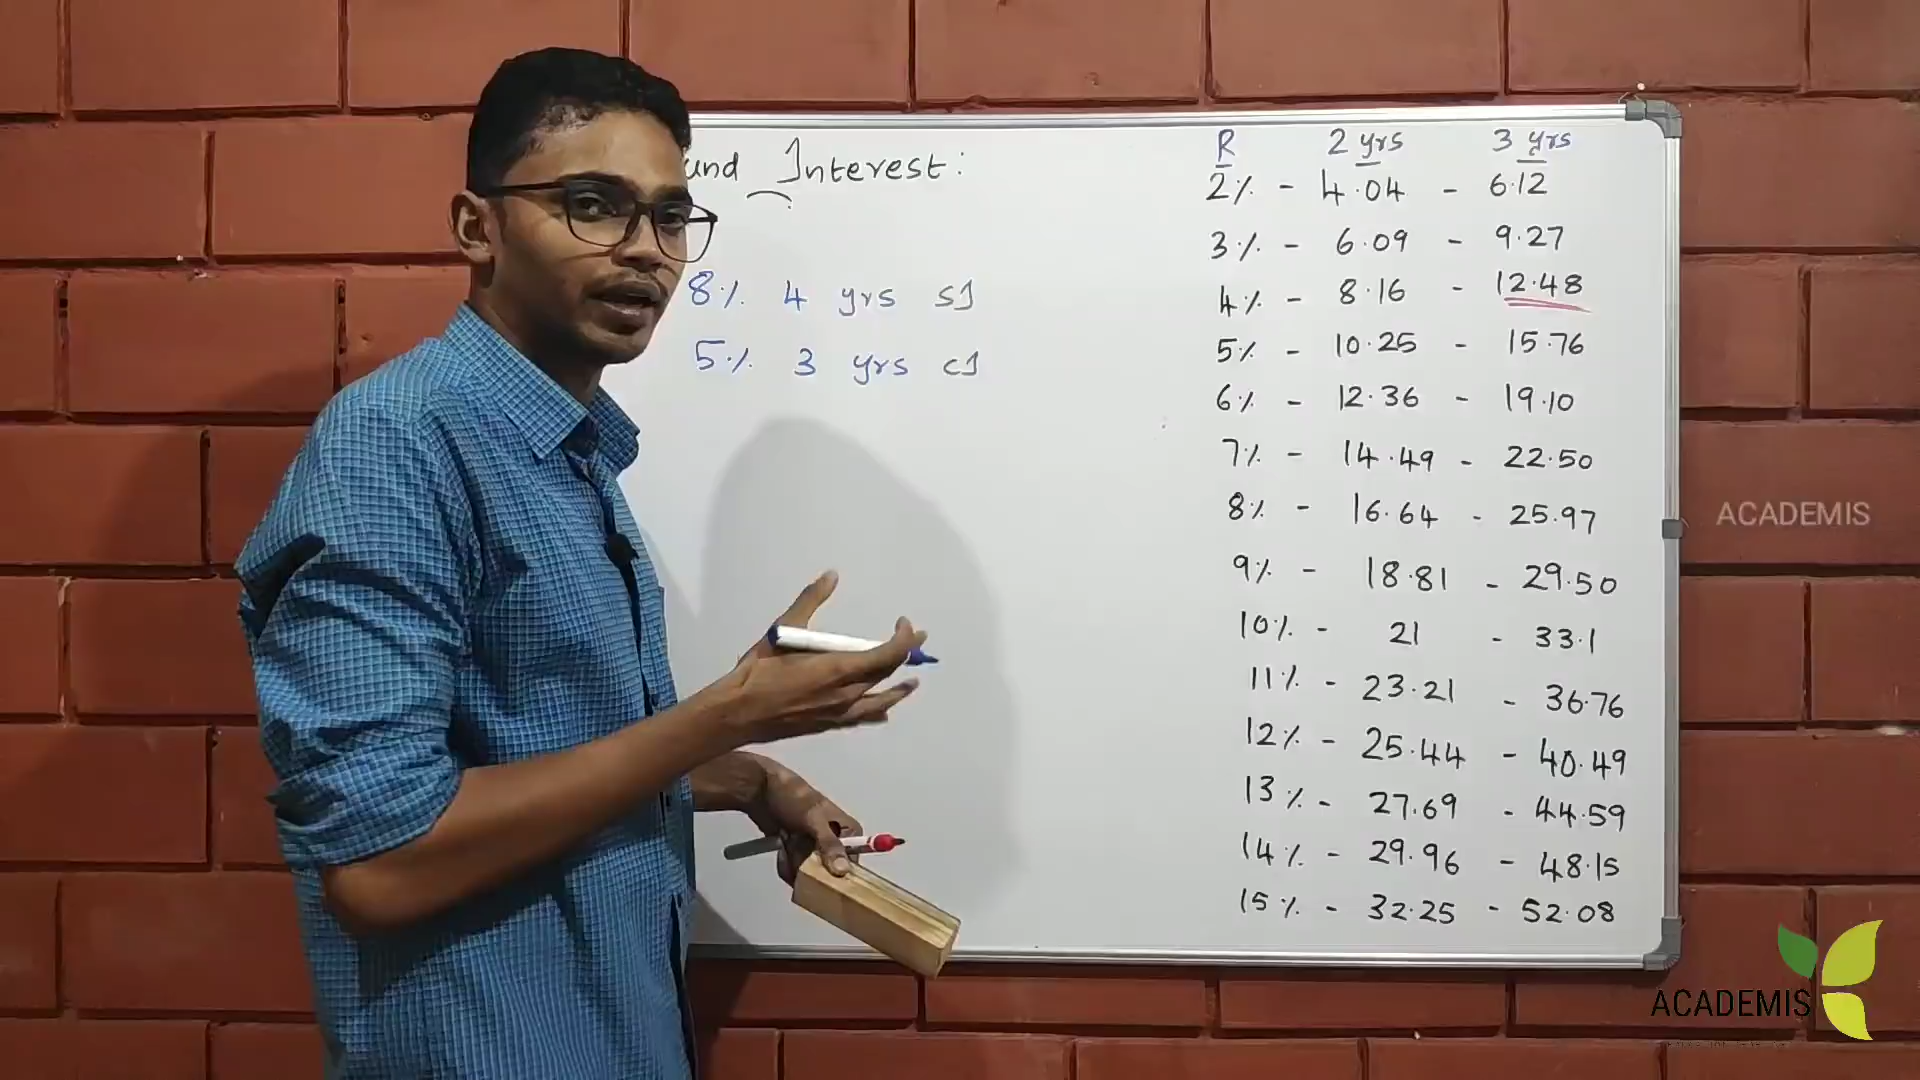 und Interest:
8% 4 yrs SI
5% 3 yrs CI
R 2 yrs 3 yrs
2% - 4.04 - 6.12
3% - 6.09 - 9.27
4% - 8.16 - 12.48
5% - 10.25 - 15.76
6% - 12.36 - 19.10
7% - 14.49 - 22.50
8% - 16.64 - 25.97
9% - 18.81 - 29.50
10% - 21 - 33.1
11% - 23.21 - 36.76
12% - 25.44 - 40.49
13% - 27.69 - 44.59
14% - 29.96 - 48.15
15% - 32.25 - 52.08
ACADEMIS
ACADEMIS